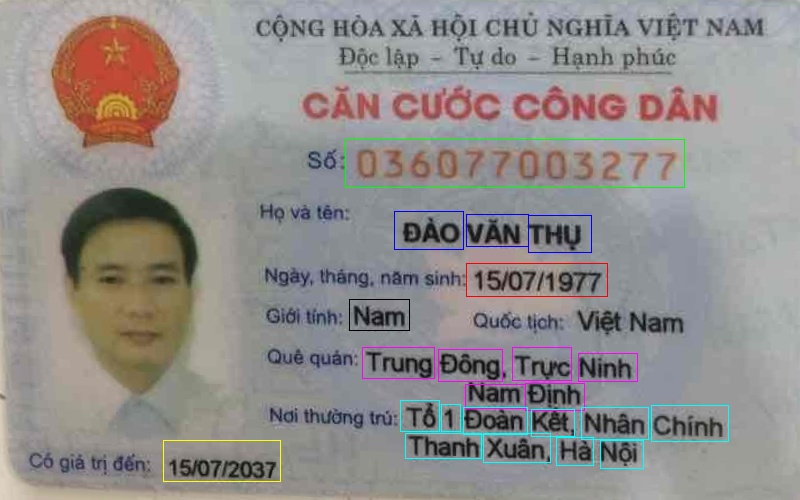 CỘNG HÒA XÃ HỘI CHỦ NGHĨA VIỆT NAM
Độc lập - Tự do - Hạnh phúc
CĂN CƯỚC CÔNG DÂN
Số: 036077003277
Họ và tên:
ĐÀO VĂN THỤ
Ngày, tháng, năm sinh: 15/07/1977
Giới tính: Nam Quốc tịch: Việt Nam
Quê quán: Trung Đông, Trực Ninh
Nam Định
Nơi thường trú: Tổ 1 Đoàn Kết, Nhân Chính
Thanh Xuân, Hà Nội
Có giá trị đến: 15/07/2037